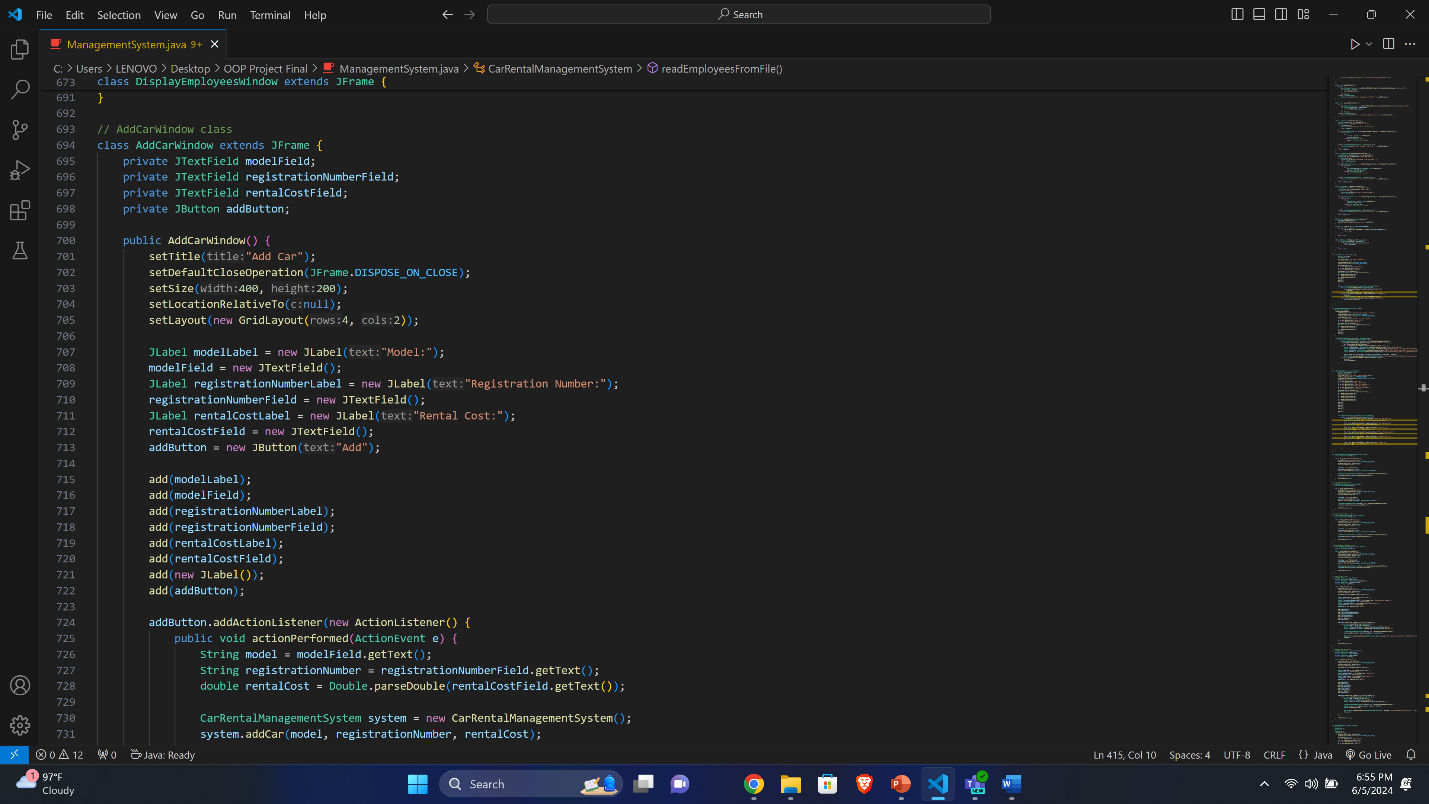 File Edit Selection View Go Run Terminal Help
Search
ManagementSystem.java 9+
C: > Users > LENOVO > Desktop > OOP Project Final > ManagementSystem.java > CarRentalManagementSystem > readEmployeesFromFile()
673 class DisplayEmployeesWindow extends JFrame {
691 }
692
693 // AddCarWindow class
694 class AddCarWindow extends JFrame {
695 private JTextField modelField;
696 private JTextField registrationNumberField;
697 private JTextField rentalCostField;
698 private JButton addButton;
699
700 public AddCarWindow() {
701 setTitle(title:"Add Car");
702 setDefaultCloseOperation(JFrame.DISPOSE_ON_CLOSE);
703 setSize(width:400, height:200);
704 setLocationRelativeTo(c:null);
705 setLayout(new GridLayout(rows:4, cols:2));
706
707 JLabel modelLabel = new JLabel(text:"Model:");
708 modelField = new JTextField();
709 JLabel registrationNumberLabel = new JLabel(text:"Registration Number:");
710 registrationNumberField = new JTextField();
711 JLabel rentalCostLabel = new JLabel(text:"Rental Cost:");
712 rentalCostField = new JTextField();
713 addButton = new JButton(text:"Add");
714
715 add(modelLabel);
716 add(modelField);
717 add(registrationNumberLabel);
718 add(registrationNumberField);
719 add(rentalCostLabel);
720 add(rentalCostField);
721 add(new JLabel());
722 add(addButton);
723
724 addButton.addActionListener(new ActionListener() {
725 public void actionPerformed(ActionEvent e) {
726 String model = modelField.getText();
727 String registrationNumber = registrationNumberField.getText();
728 double rentalCost = Double.parseDouble(rentalCostField.getText());
729
730 CarRentalManagementSystem system = new CarRentalManagementSystem();
731 system.addCar(model, registrationNumber, rentalCost);
0 12 0 Java: Ready Ln 415, Col 10 Spaces: 4 UTF-8 CRLF {} Java Go Live
1 97°F
Cloudy
Search
NEW
6:55 PM
6/5/2024